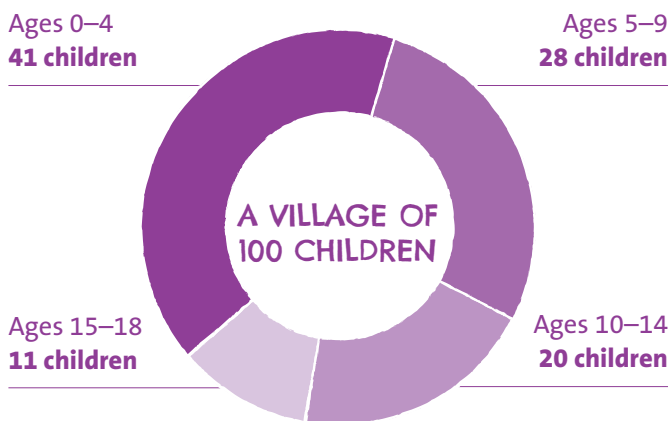 Ages 0–4
41 children
Ages 5–9
28 children
A VILLAGE OF
100 CHILDREN
Ages 15–18
11 children
Ages 10–14
20 children